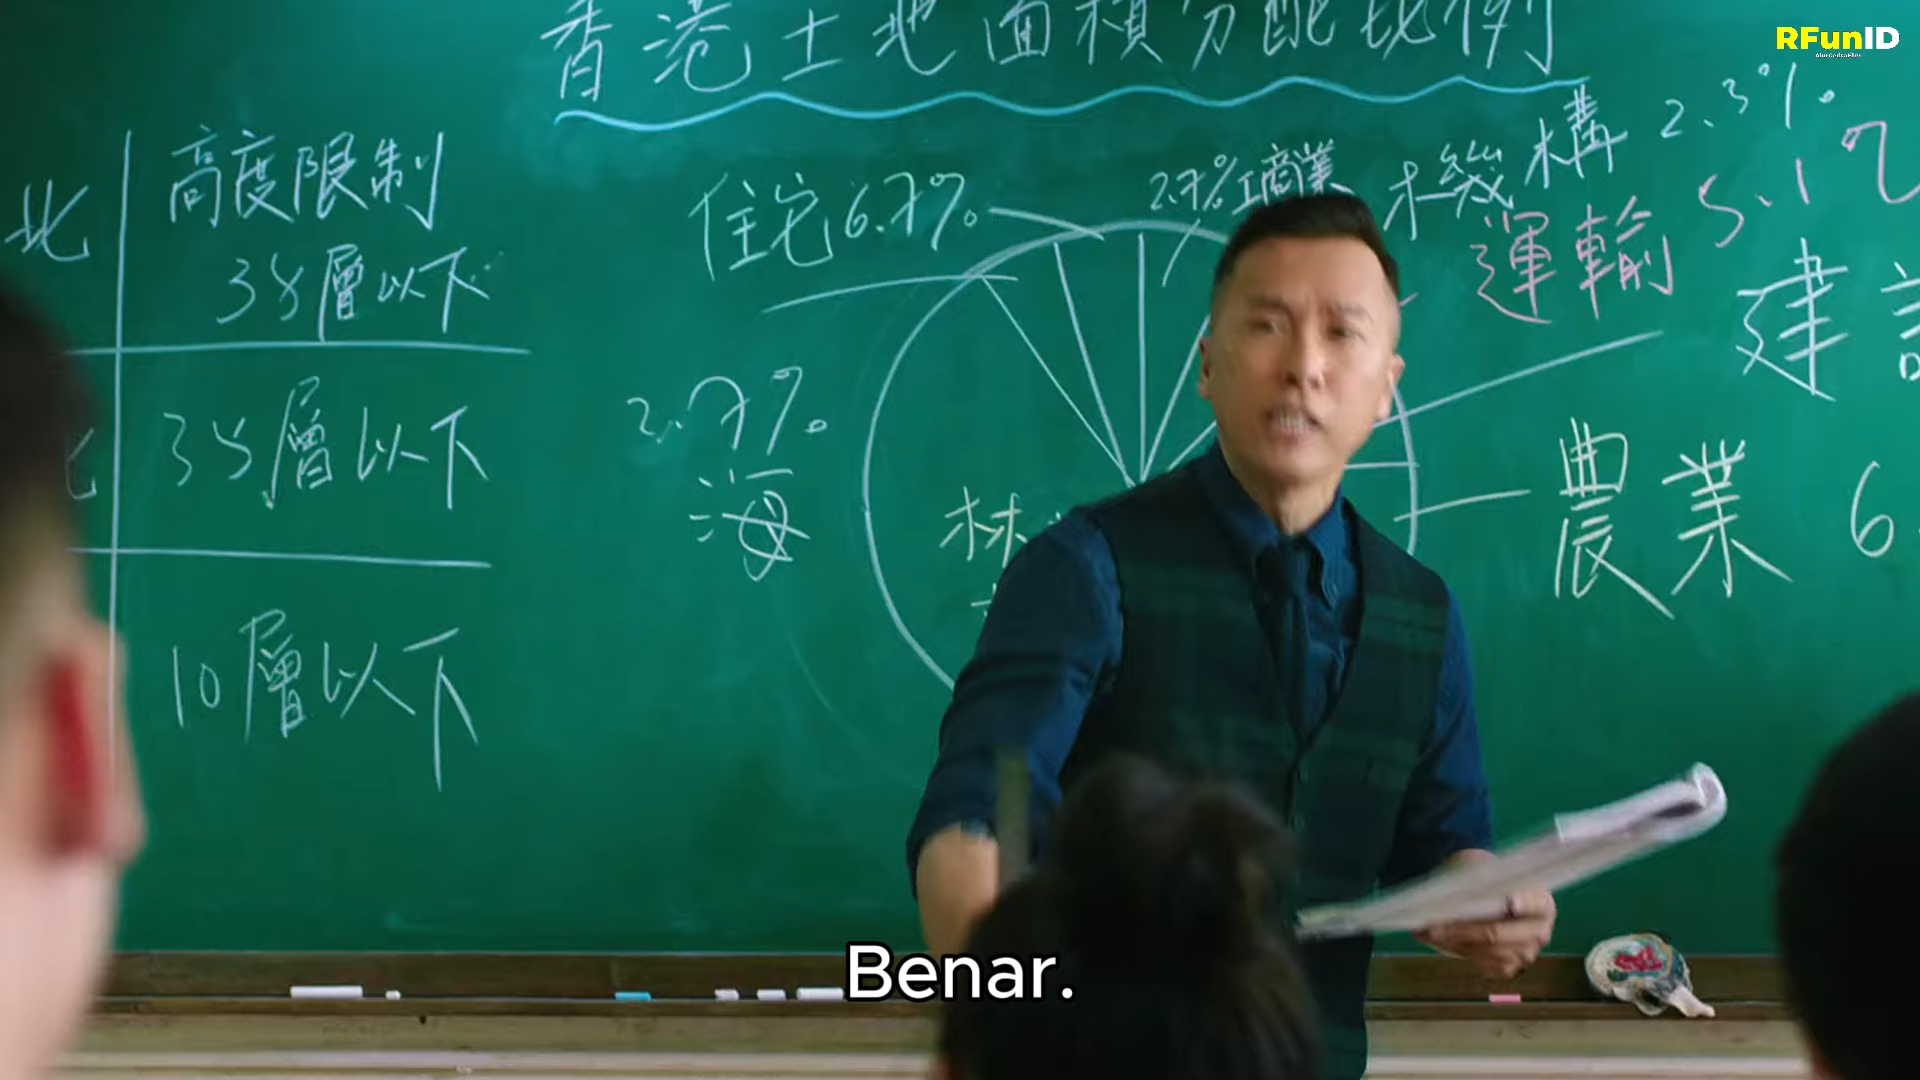 香港土地面積分配比例
RFunID
北
高度限制
35層以下
35層以下
10層以下
住宅6.7%
2.7%工商業
機構 2.3%
運輸 5.1%
建
農業 6.
2.7%
海
林
Benar.